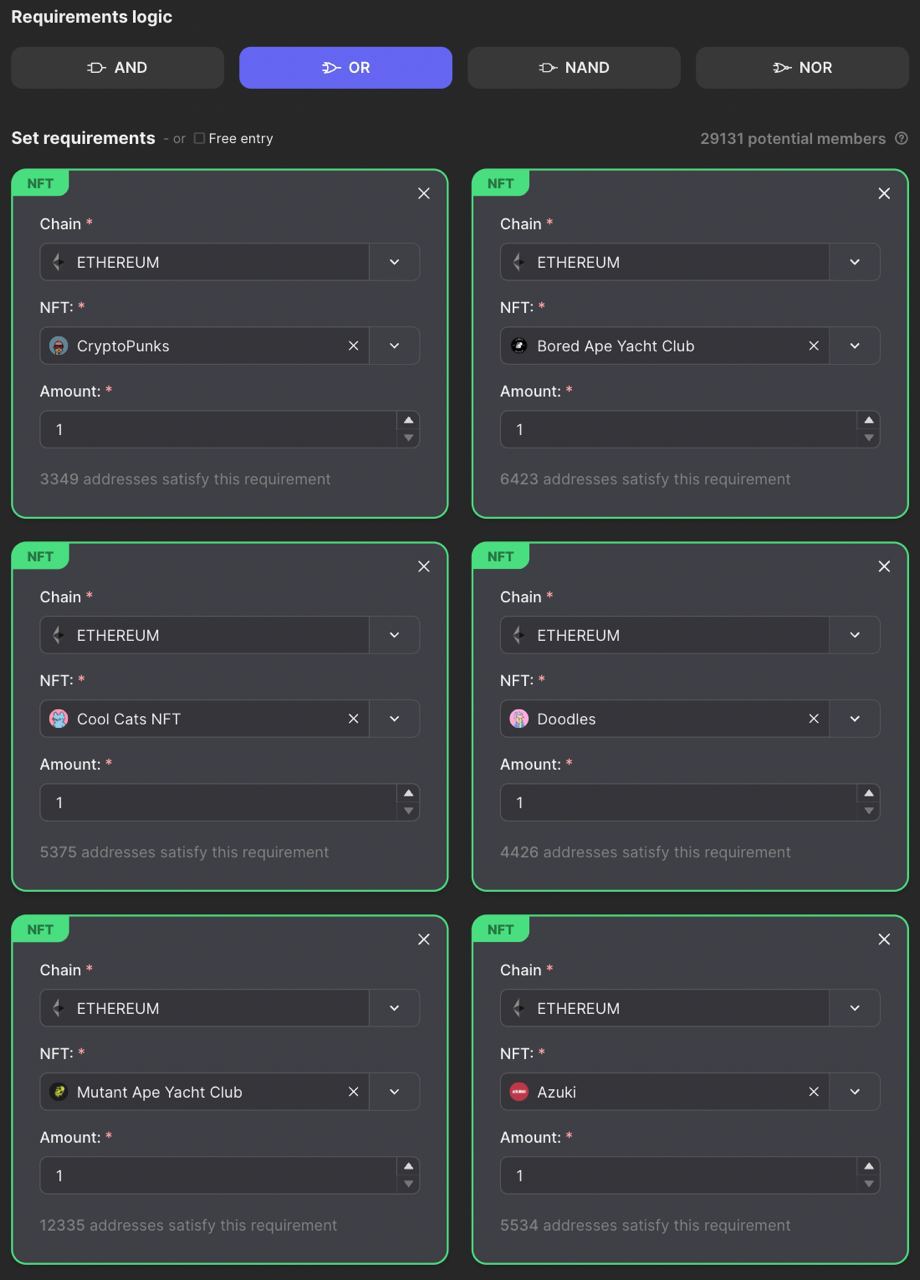 Requirements logic
AND OR NAND NOR
Set requirements - or Free entry 29131 potential members
NFT
Chain *
ETHEREUM
NFT: *
CryptoPunks
Amount: *
1
3349 addresses satisfy this requirement
NFT
Chain *
ETHEREUM
NFT: *
Bored Ape Yacht Club
Amount: *
1
6423 addresses satisfy this requirement
NFT
Chain *
ETHEREUM
NFT: *
Cool Cats NFT
Amount: *
1
5375 addresses satisfy this requirement
NFT
Chain *
ETHEREUM
NFT: *
Doodles
Amount: *
1
4426 addresses satisfy this requirement
NFT
Chain *
ETHEREUM
NFT: *
Mutant Ape Yacht Club
Amount: *
1
12335 addresses satisfy this requirement
NFT
Chain *
ETHEREUM
NFT: *
Azuki
Amount: *
1
5534 addresses satisfy this requirement